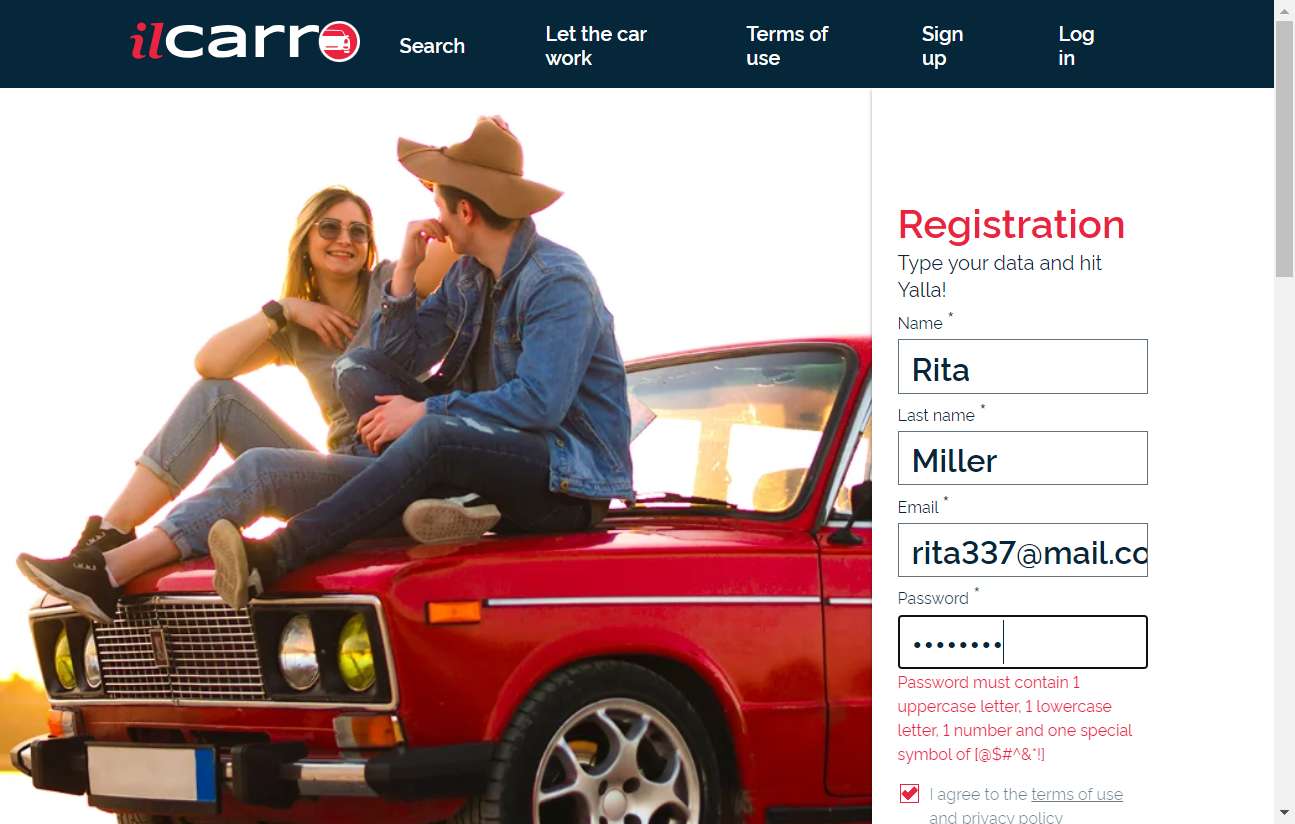 ilcarro
Search
Let the car
work
Terms of
use
Sign
up
Log
in
Registration
Type your data and hit
Yalla!
Name *
Rita
Last name *
Miller
Email *
rita337@mail.co
Password *
••••••••
Password must contain 1
uppercase letter, 1 lowercase
letter, 1 number and one special
symbol of [@$#^&*!]
I agree to the terms of use
and privacy policy